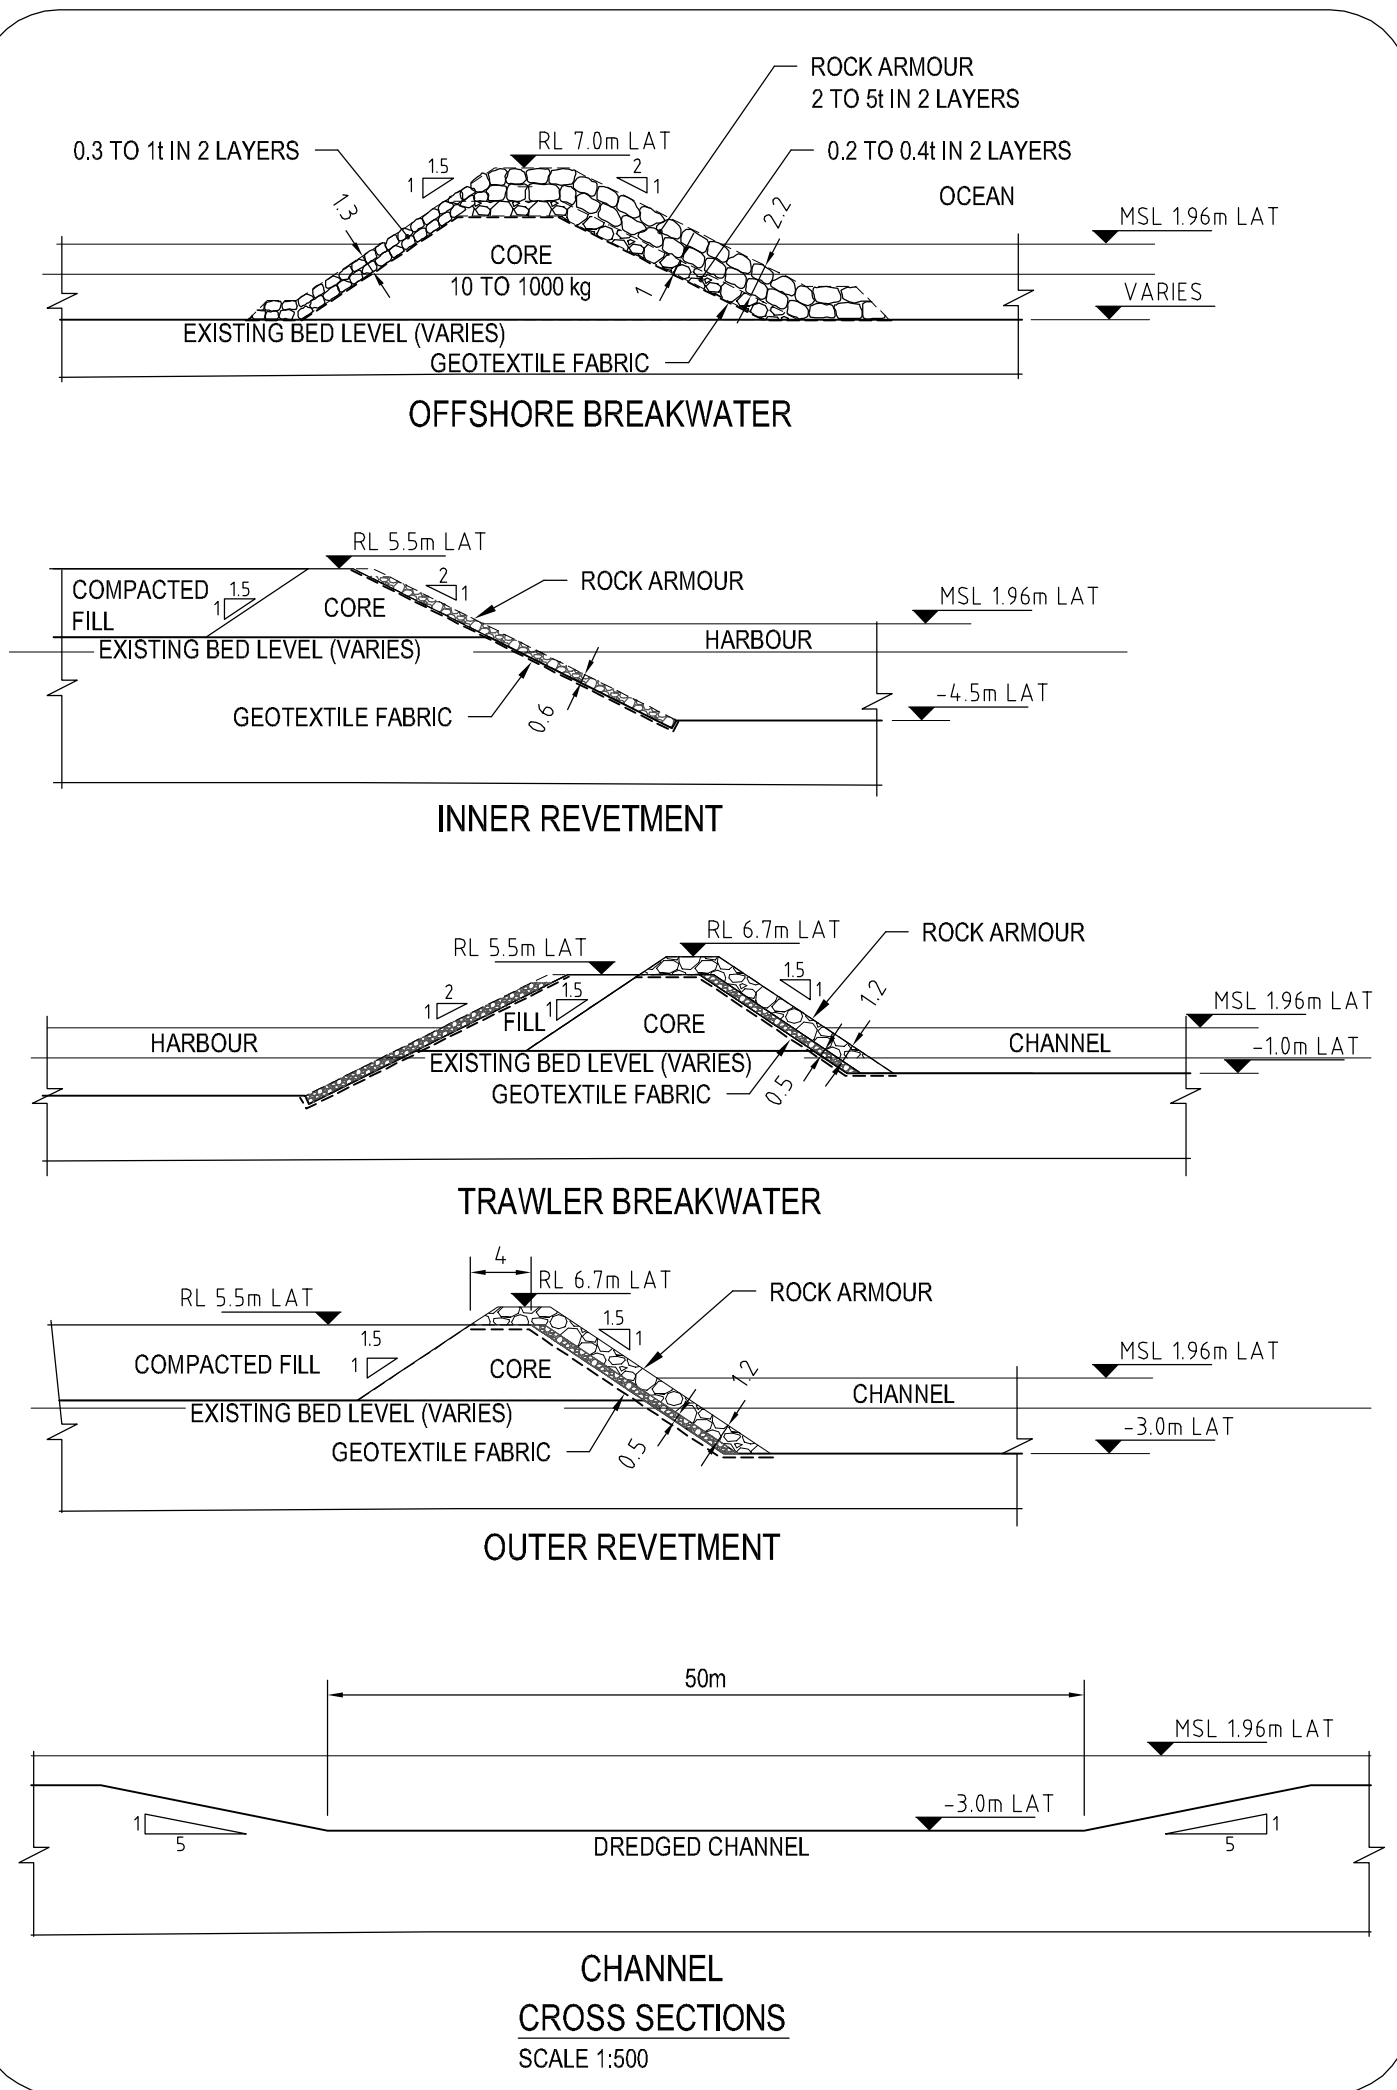 ROCK ARMOUR
2 TO 5t IN 2 LAYERS
RL 7.0m LAT
0.3 TO 1t IN 2 LAYERS
0.2 TO 0.4t IN 2 LAYERS
1.5
1
2
1
OCEAN
1.3
2.2
MSL 1.96m LAT
CORE
10 TO 1000 kg
1
VARIES
EXISTING BED LEVEL (VARIES)
GEOTEXTILE FABRIC
OFFSHORE BREAKWATER
RL 5.5m LAT
COMPACTED
FILL
1.5
1
CORE
2
1
ROCK ARMOUR
MSL 1.96m LAT
HARBOUR
EXISTING BED LEVEL (VARIES)
-4.5m LAT
GEOTEXTILE FABRIC
0.6
INNER REVETMENT
RL 6.7m LAT
ROCK ARMOUR
RL 5.5m LAT
1.5
1
2
1
1.5
1
1.2
MSL 1.96m LAT
FILL
CORE
HARBOUR
CHANNEL
-1.0m LAT
EXISTING BED LEVEL (VARIES)
GEOTEXTILE FABRIC
0.5
TRAWLER BREAKWATER
4
RL 6.7m LAT
ROCK ARMOUR
RL 5.5m LAT
1.5
1
1.5
1
COMPACTED FILL
CORE
1.2
MSL 1.96m LAT
CHANNEL
EXISTING BED LEVEL (VARIES)
-3.0m LAT
GEOTEXTILE FABRIC
0.5
OUTER REVETMENT
50m
MSL 1.96m LAT
-3.0m LAT
1
5
DREDGED CHANNEL
1
5
CHANNEL
CROSS SECTIONS
SCALE 1:500